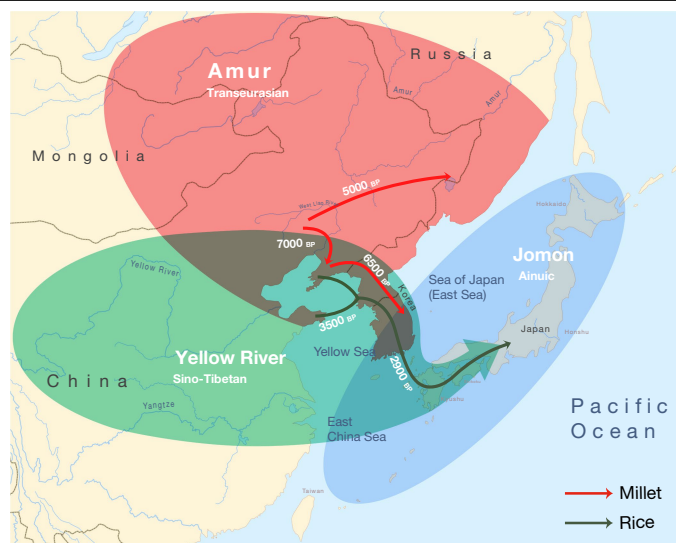 Russia
Amur
Transeurasian
Amur
Amur
Mongolia
5000 BP
West Liao River
Hokkaido
7000 BP
6500 BP
Yellow River
Jomon
Ainuic
Sea of Japan
(East Sea)
Korea
3500 BP
Japan
Honshu
Yellow River
Sino-Tibetan
Yellow Sea
2900 BP
China
Yangtze
Kyushu
East
China Sea
Pacific
Ocean
Taiwan
Millet
Rice